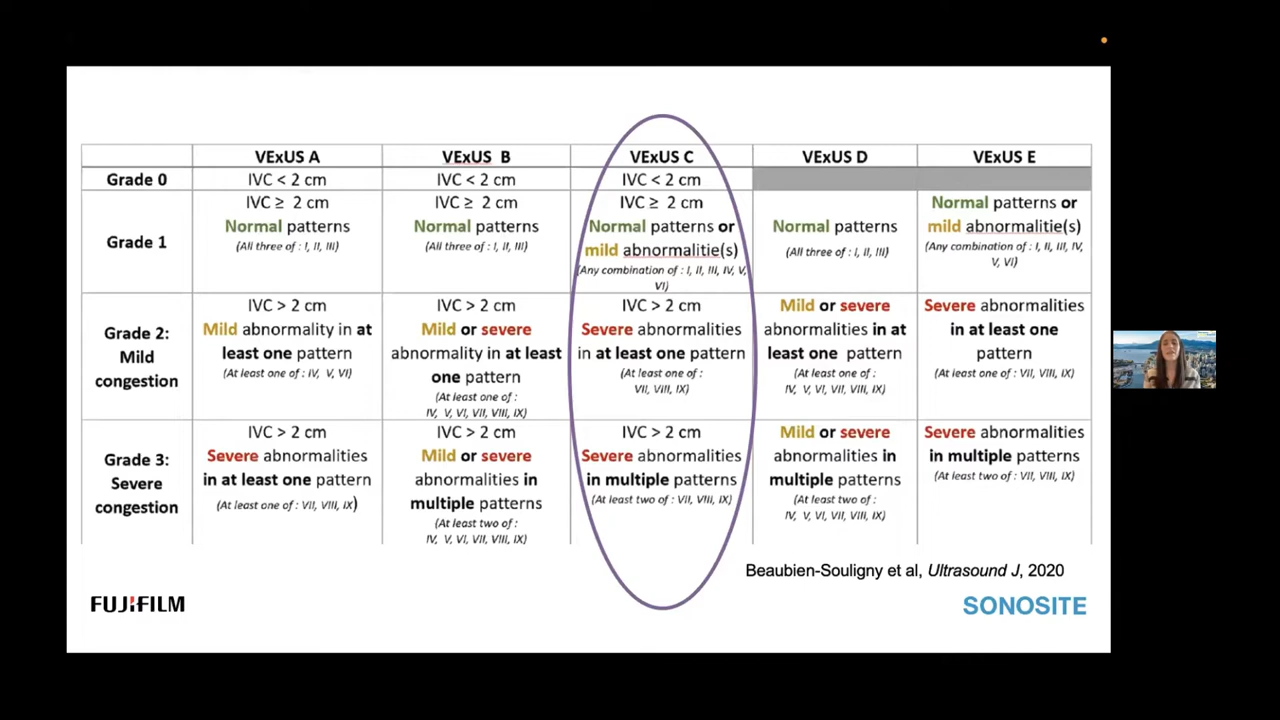 VExUS A VExUS B VExUS C VExUS D VExUS E
Grade 0 IVC < 2 cm IVC < 2 cm IVC < 2 cm
Grade 1
IVC ≥ 2 cm
Normal patterns
(All three of : I, II, III)
IVC ≥ 2 cm
Normal patterns
(All three of : I, II, III)
IVC ≥ 2 cm
Normal patterns or
mild abnormalitie(s)
(Any combination of : I, II, III, IV, V,
VI)
Normal patterns
(All three of : I, II, III)
Normal patterns or
mild abnormalitie(s)
(Any combination of : I, II, III, IV,
V, VI)
Grade 2:
Mild
congestion
IVC > 2 cm
Mild abnormality in at
least one pattern
(At least one of : IV, V, VI)
IVC > 2 cm
Mild or severe
abnormality in at least
one pattern
(At least one of :
IV, V, VI, VII, VIII, IX)
IVC > 2 cm
Severe abnormalities
in at least one pattern
(At least one of :
VII, VIII, IX)
Mild or severe
abnormalities in at
least one pattern
(At least one of :
IV, V, VI, VII, VIII, IX)
Severe abnormalities
in at least one
pattern
(At least one of : VII, VIII, IX)
Grade 3:
Severe
congestion
IVC > 2 cm
Severe abnormalities
in at least one pattern
(At least one of : VII, VIII, IX)
IVC > 2 cm
Mild or severe
abnormalities in
multiple patterns
(At least two of :
IV, V, VI, VII, VIII, IX)
IVC > 2 cm
Severe abnormalities
in multiple patterns
(At least two of : VII, VIII, IX)
Mild or severe
abnormalities in
multiple patterns
(At least two of :
IV, V, VI, VII, VIII, IX)
Severe abnormalities
in multiple patterns
(At least two of : VII, VIII, IX)
Beaubien-Souligny et al, Ultrasound J, 2020
FUJIFILM
SONOSITE